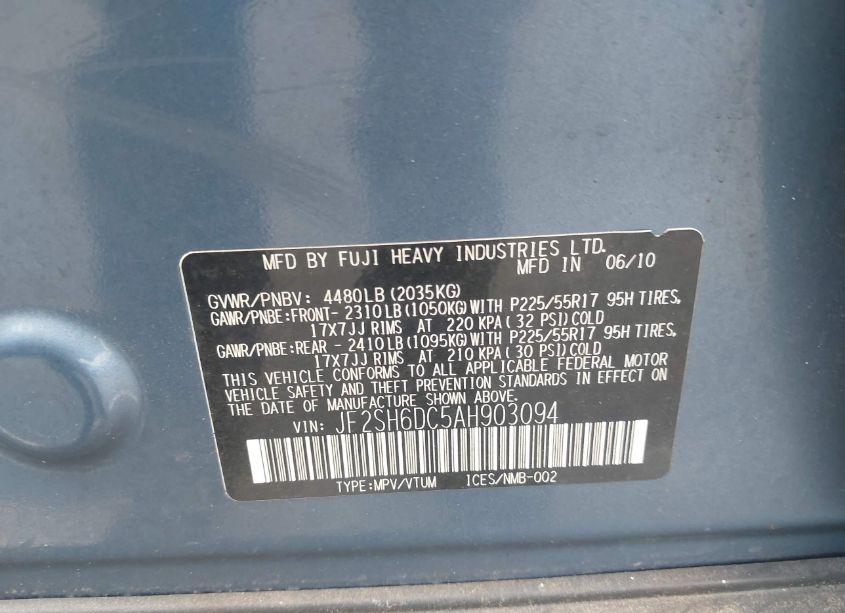 MFD BY FUJI HEAVY INDUSTRIES LTD.
MFD IN 06/10
GVWR/PNBV: 4480LB(2035KG)
GAWR/PNBE:FRONT- 2310LB(1050KG)WITH P225/55R17 95H TIRES,
17X7JJ RIMS AT 220 KPA( 32 PSI)COLD
GAWR/PNBE:REAR - 2410LB(1095KG)WITH P225/55R17 95H TIRES,
17X7JJ RIMS AT 210 KPA( 30 PSI)COLD
THIS VEHICLE CONFORMS TO ALL APPLICABLE FEDERAL MOTOR
VEHICLE SAFETY AND THEFT PREVENTION STANDARDS IN EFFECT ON
THE DATE OF MANUFACTURE SHOWN ABOVE.
VIN: JF2SH6DC5AH903094
TYPE:MPV/VTUM ICES/NMB-002